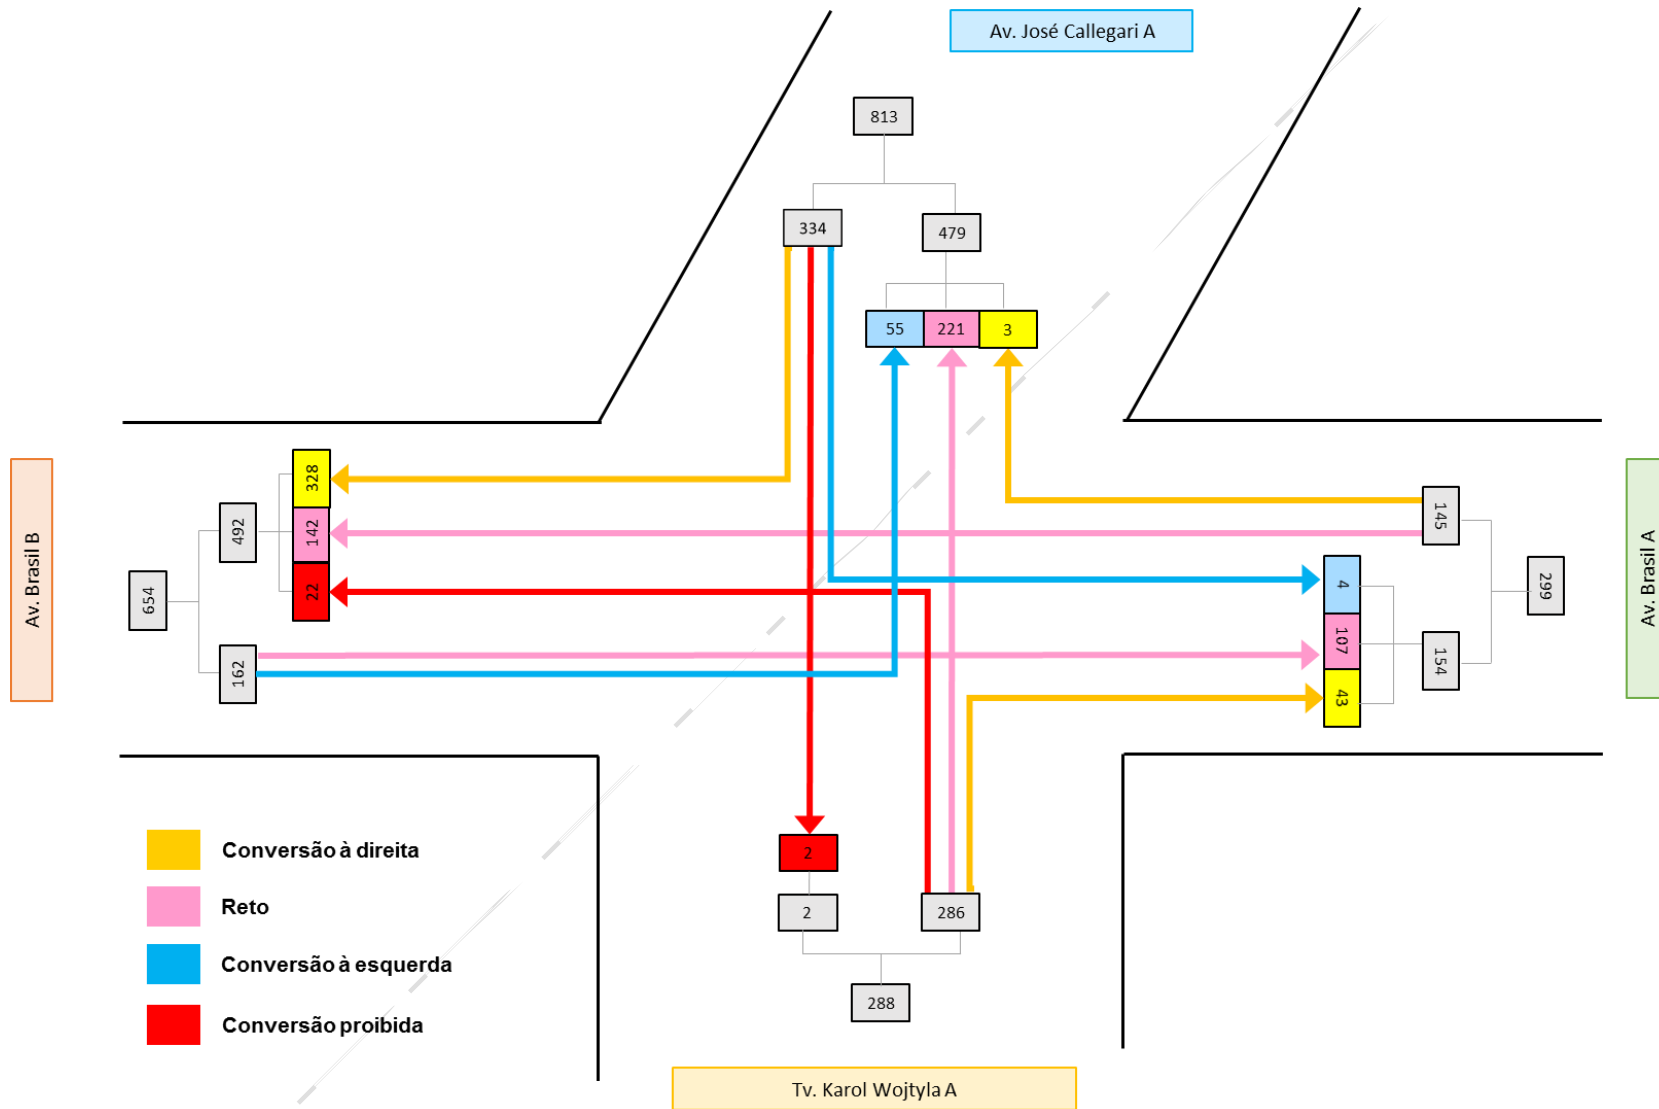 Av. José Callegari A
813
334
479
55
221
3
328
142
22
492
654
162
Av. Brasil B
145
299
4
107
43
154
Av. Brasil A
2
2
286
288
Conversão à direita
Reto
Conversão à esquerda
Conversão proibida
Tv. Karol Wojtyla A